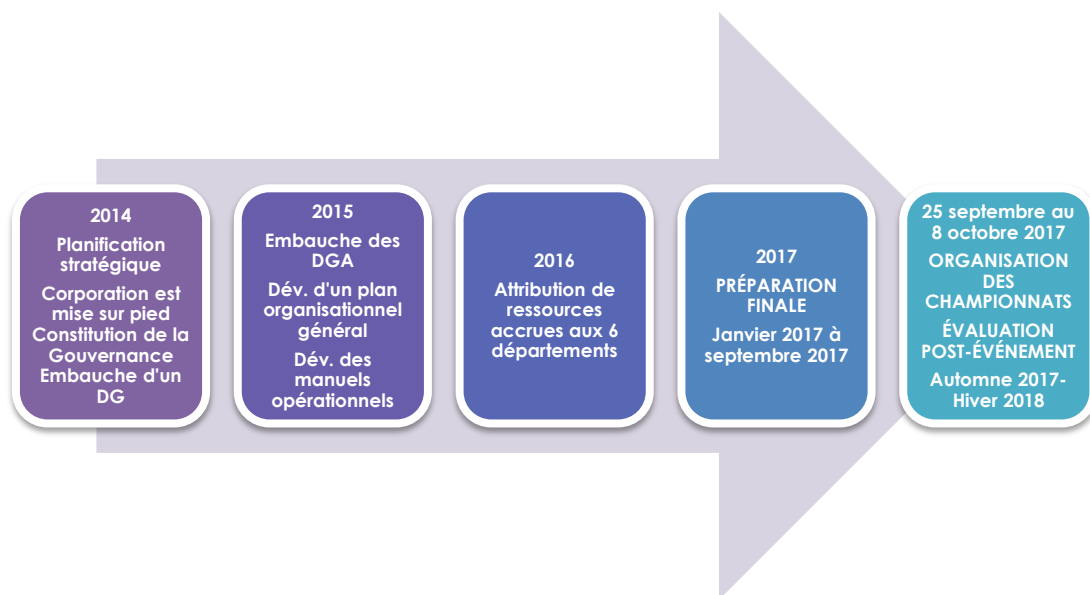 2014
Planification
stratégique
Corporation est
mise sur pied
Constitution de la
Gouvernance
Embauche d'un
DG
2015
Embauche des
DGA
Dév. d'un plan
organisationnel
général
Dév. des
manuels
opérationnels
2016
Attribution de
ressources
accrues aux 6
départements
2017
PRÉPARATION
FINALE
Janvier 2017 à
septembre 2017
25 septembre au
8 octobre 2017
ORGANISATION
DES
CHAMPIONNATS
ÉVALUATION
POST-ÉVÉNEMENT
Automne 2017-
Hiver 2018